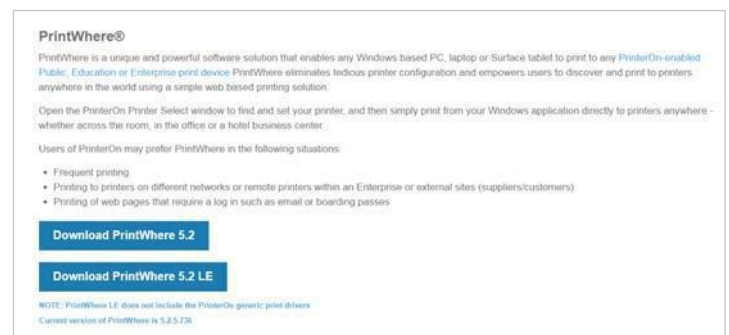 PrintWhere®
PrintWhere is a unique and powerful software solution that enables any Windows based PC, laptop or Surface tablet to print to any PrinterOn-enabled
Public, Education or Enterprise print device PrintWhere eliminates tedious printer configuration and empowers users to discover and print to printers
anywhere in the world using a simple web based printing solution.
Open the PrinterOn Printer Select window to find and set your printer, and then simply print from your Windows application directly to printers anywhere -
whether across the room, in the office or a hotel business center.
Users of PrinterOn may prefer PrintWhere in the following situations:
• Frequent printing
• Printing to printers on different networks or remote printers within an Enterprise or external sites (suppliers/customers)
• Printing of web pages that require a log in such as email or boarding passes
Download PrintWhere 5.2
Download PrintWhere 5.2 LE
NOTE: PrintWhere LE does not include the PrinterOn generic print drivers
Current version of PrintWhere is 5.2.5.736